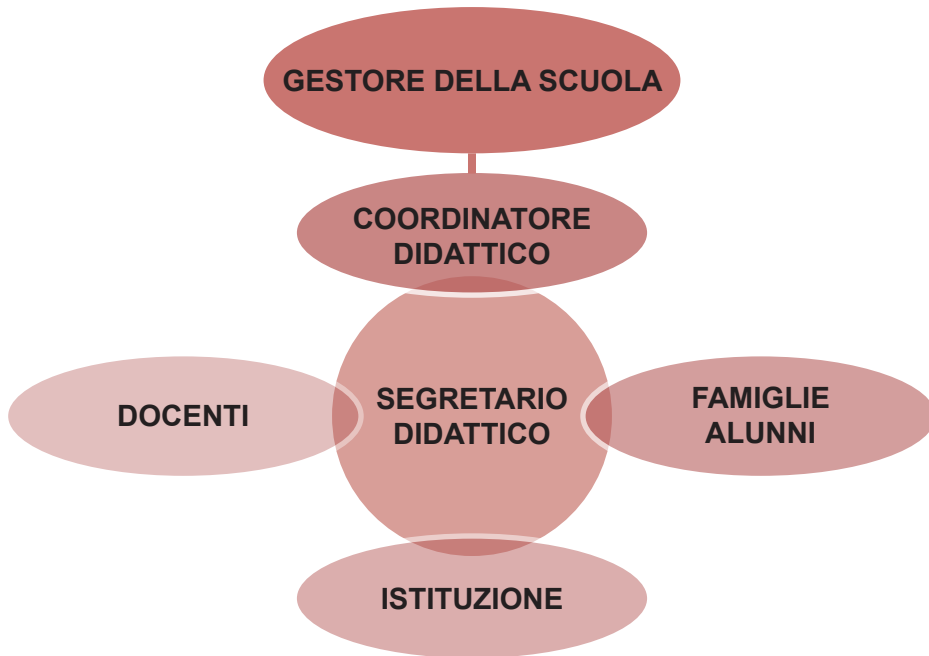 GESTORE DELLA SCUOLA
COORDINATORE
DIDATTICO
DOCENTI
SEGRETARIO
DIDATTICO
FAMIGLIE
ALUNNI
ISTITUZIONE